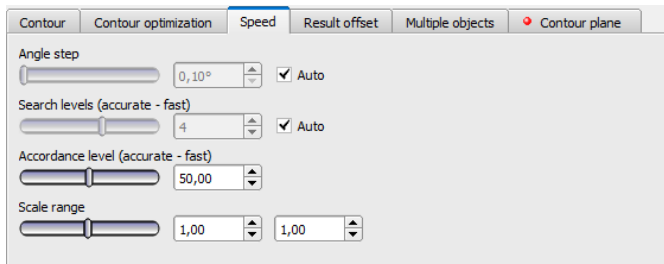 Contour Contour optimization Speed Result offset Multiple objects Contour plane
Angle step
0,10° Auto
Search levels (accurate - fast)
4 Auto
Accordance level (accurate - fast)
50,00
Scale range
1,00 1,00